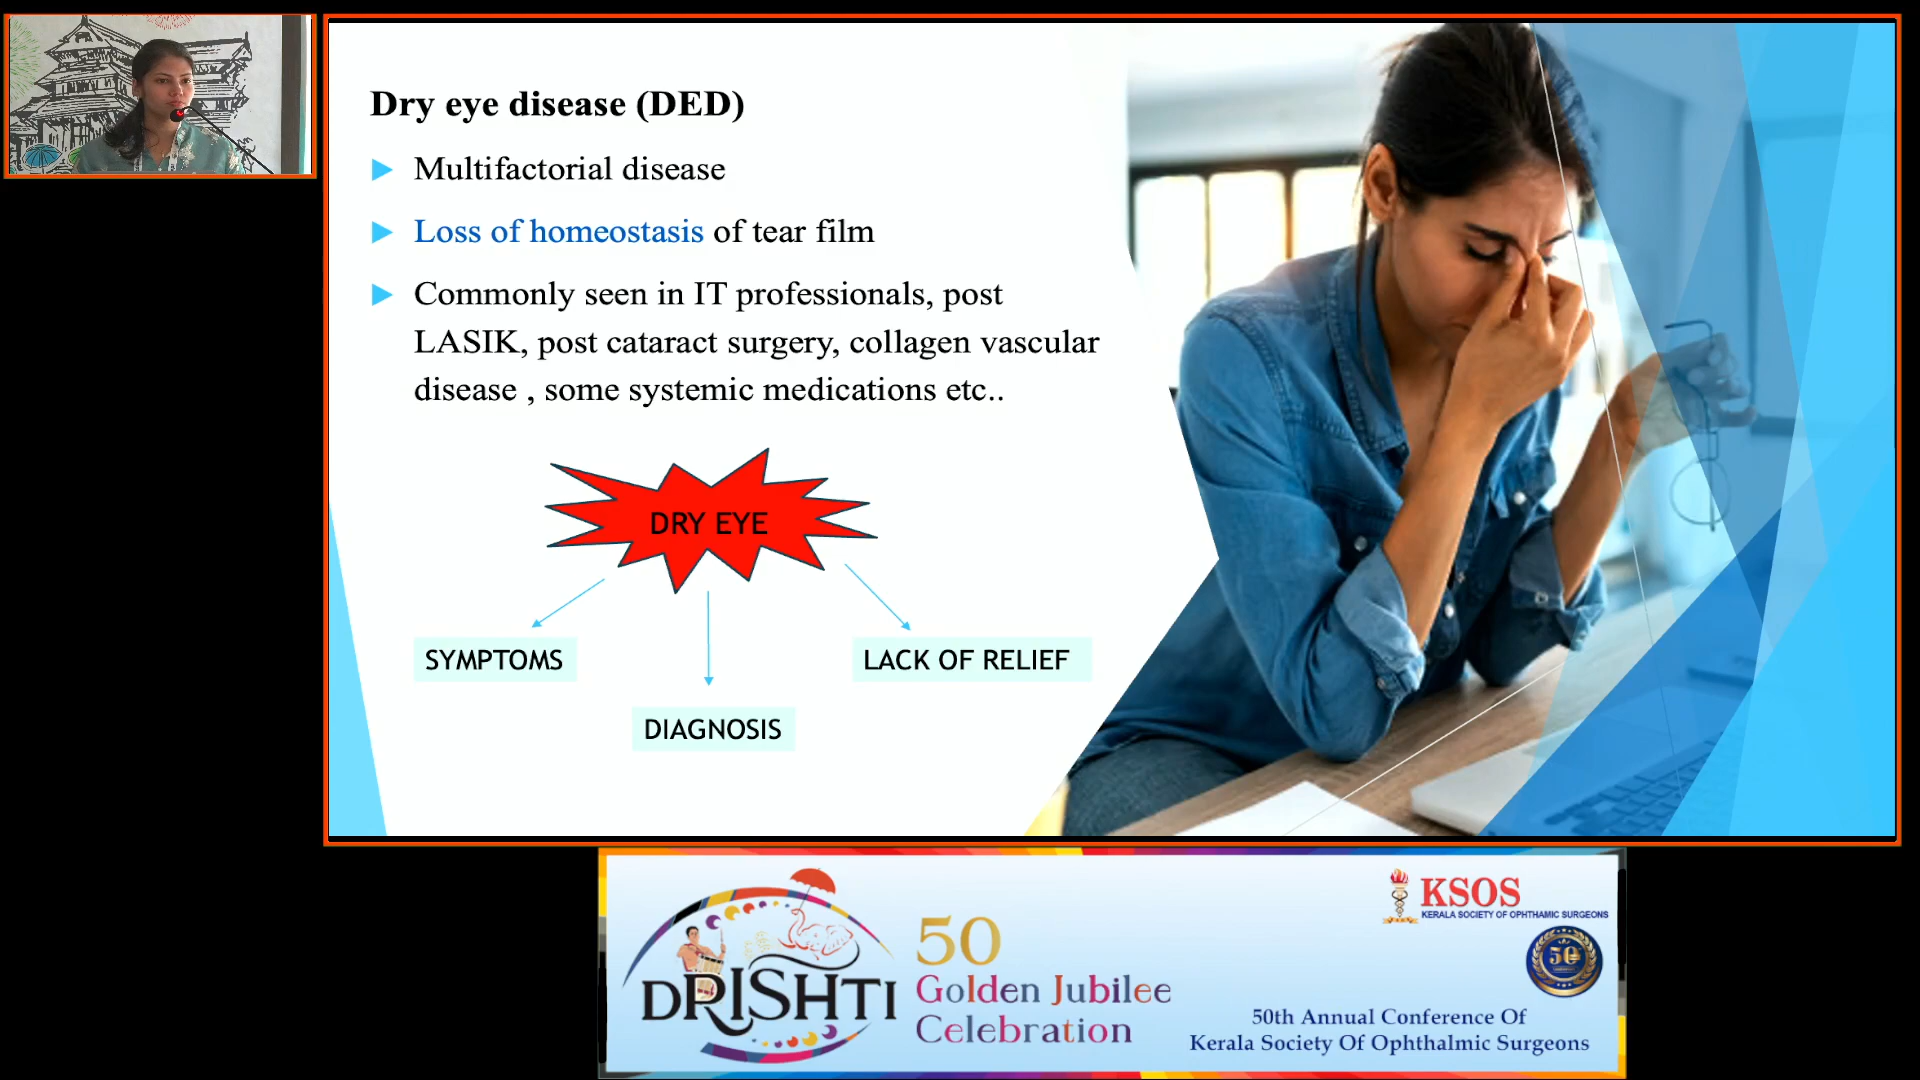 Dry eye disease (DED)
Multifactorial disease
Loss of homeostasis of tear film
Commonly seen in IT professionals, post
LASIK, post cataract surgery, collagen vascular
disease , some systemic medications etc..
DRY EYE
SYMPTOMS
LACK OF RELIEF
DIAGNOSIS
DRISHTI
50
Golden Jubilee
Celebration
KSOS
KERALA SOCIETY OF OPHTHAMIC SURGEONS
50
50th Annual Conference Of
Kerala Society Of Ophthalmic Surgeons